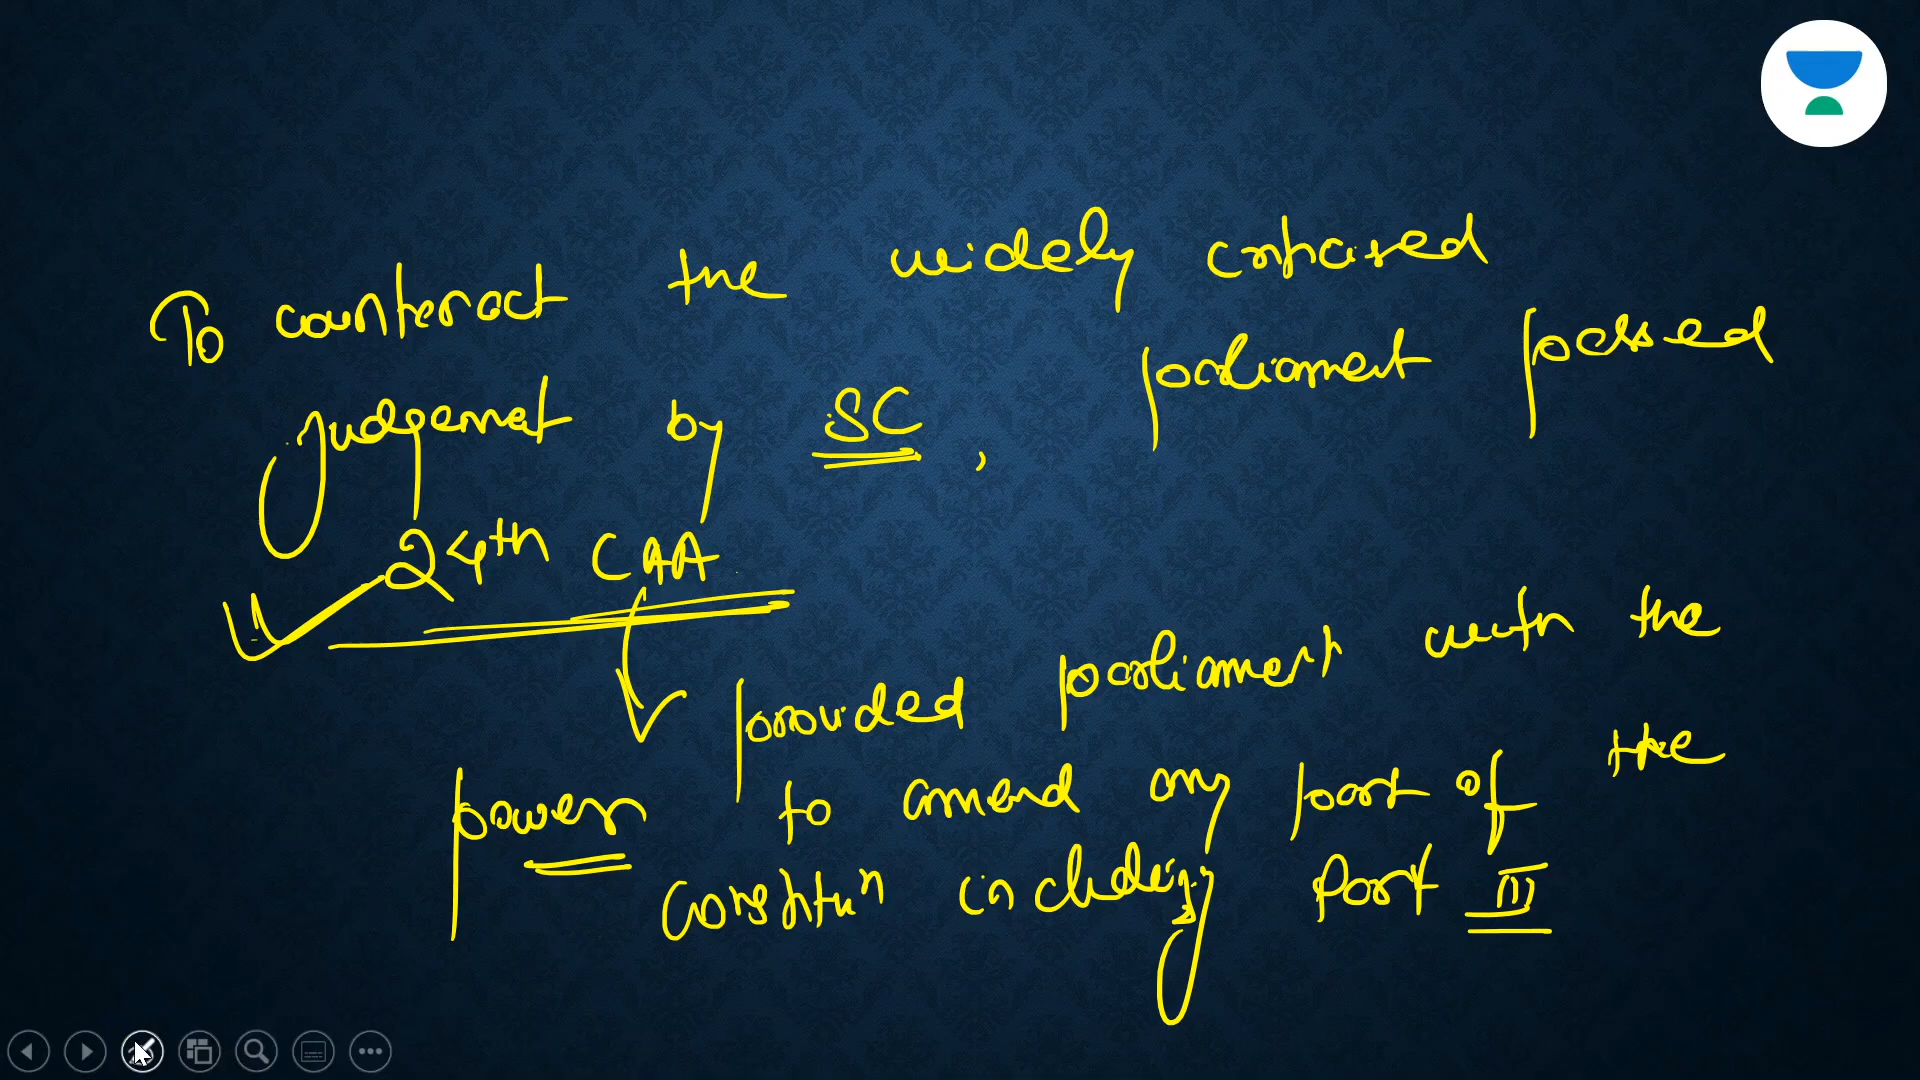 To counteract the widely criticised
judgement by SC, parliament passed
24th CAA
provided parliament with the
power to amend any part of the
Constitun including Part III